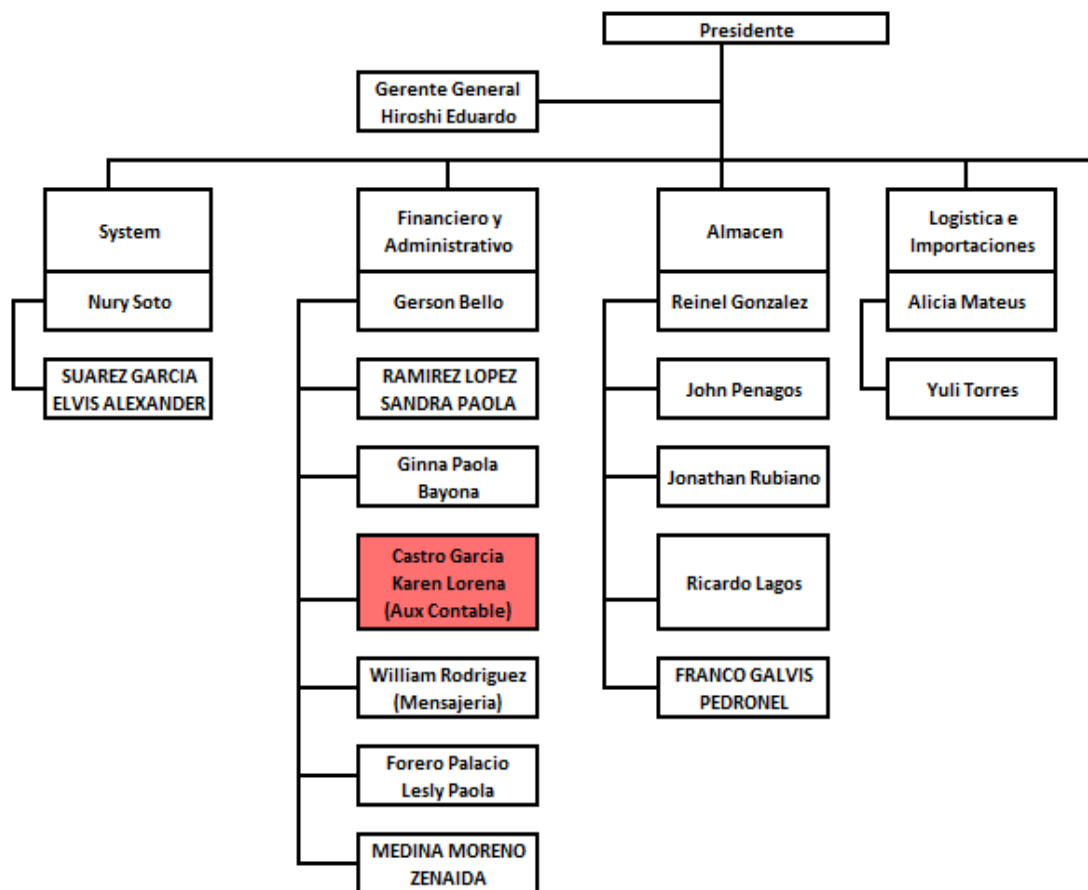 Presidente
Gerente General
Hiroshi Eduardo
System
Nury Soto
SUAREZ GARCIA
ELVIS ALEXANDER
Financiero y
Administrativo
Gerson Bello
RAMIREZ LOPEZ
SANDRA PAOLA
Ginna Paola
Bayona
Castro Garcia
Karen Lorena
(Aux Contable)
William Rodriguez
(Mensajeria)
Forero Palacio
Lesly Paola
MEDINA MORENO
ZENAIDA
Almacen
Reinel Gonzalez
John Penagos
Jonathan Rubiano
Ricardo Lagos
FRANCO GALVIS
PEDRONEL
Logistica e
Importaciones
Alicia Mateus
Yuli Torres